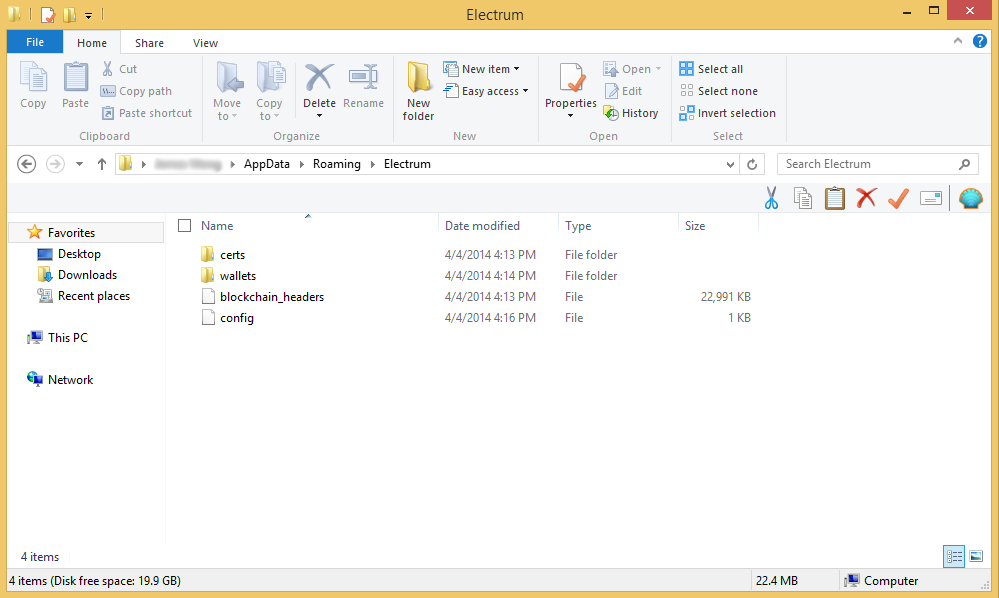 Electrum
File Home Share View
Copy Paste Cut
Copy path
Paste shortcut
Clipboard
Move to Copy to Delete Rename
Organize
New folder New item
Easy access
New
Properties Open
Edit
History
Open
Select all
Select none
Invert selection
Select
AppData Roaming Electrum Search Electrum
Name Date modified Type Size
Favorites
Desktop
Downloads
Recent places
This PC
Network
certs 4/4/2014 4:13 PM File folder
wallets 4/4/2014 4:14 PM File folder
blockchain_headers 4/4/2014 4:13 PM File 22,991 KB
config 4/4/2014 4:16 PM File 1 KB
4 items
4 items (Disk free space: 19.9 GB) 22.4 MB Computer